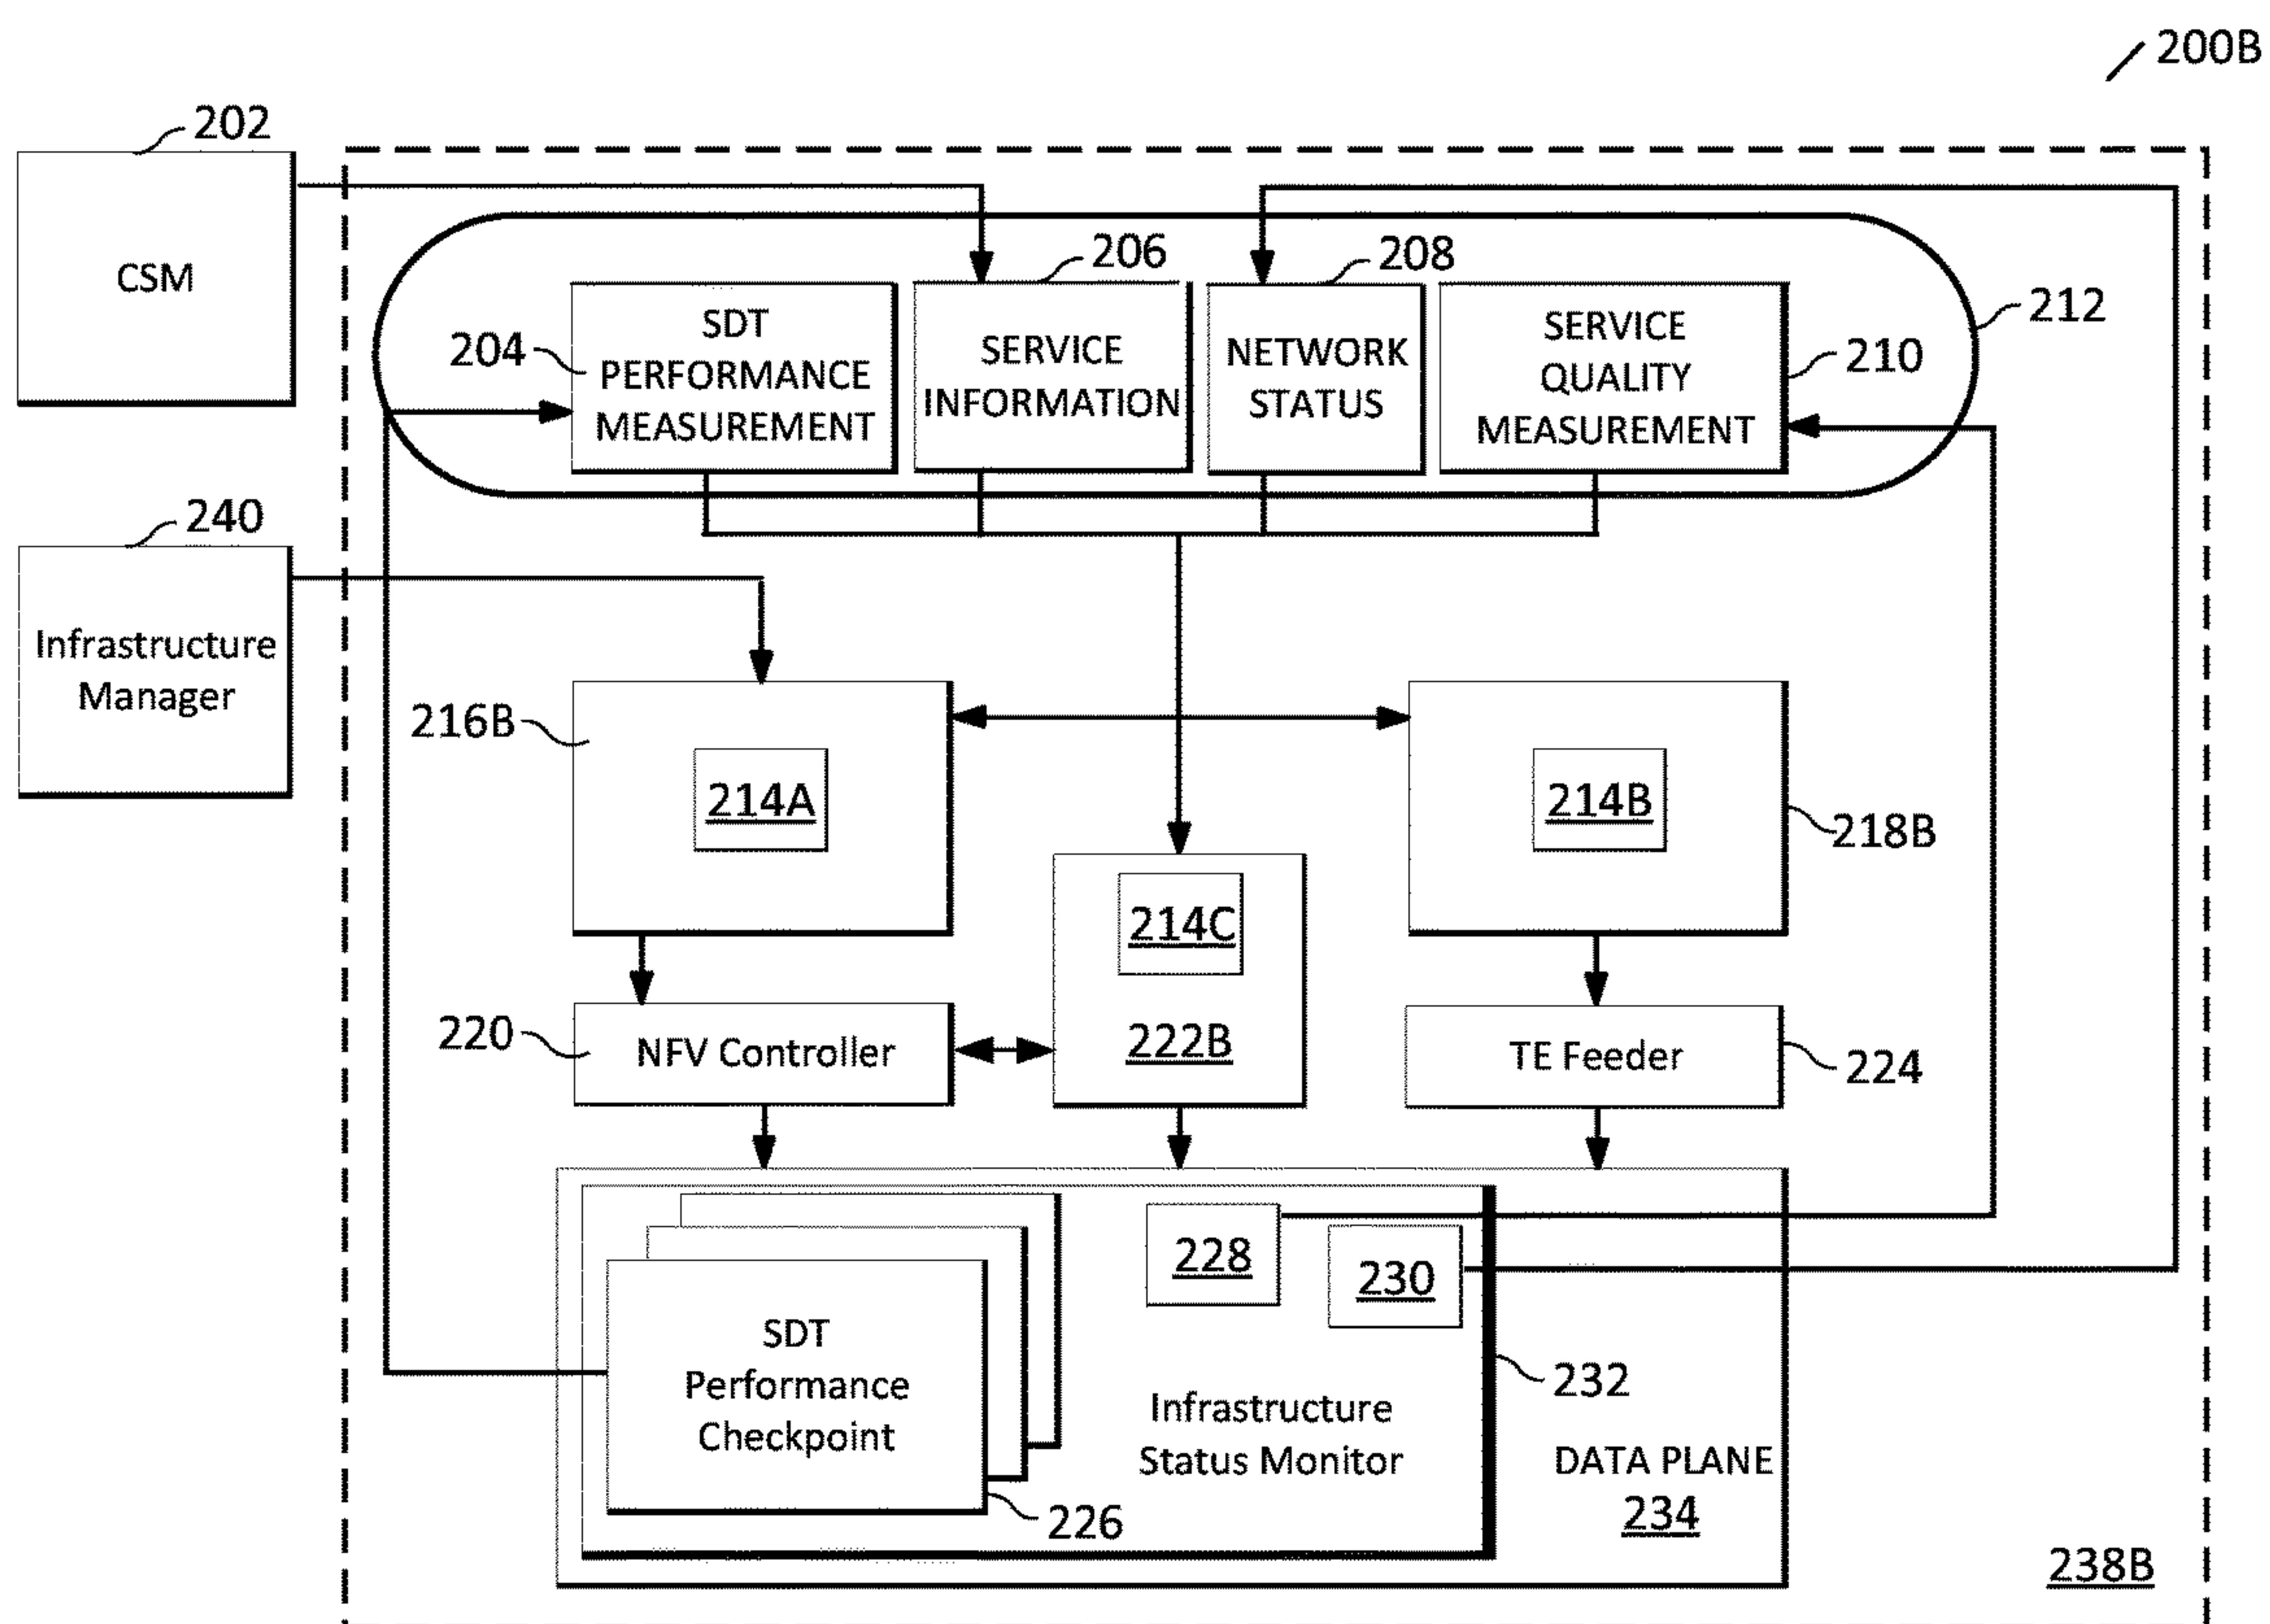 200B
202
CSM
206
208
212
204
SDT
PERFORMANCE
MEASUREMENT
SERVICE
INFORMATION
NETWORK
STATUS
SERVICE
QUALITY
MEASUREMENT
210
240
Infrastructure
Manager
216B
214A
214B
218B
214C
222B
220
NFV Controller
TE Feeder
224
228
230
SDT
Performance
Checkpoint
226
Infrastructure
Status Monitor
232
DATA PLANE
234
238B